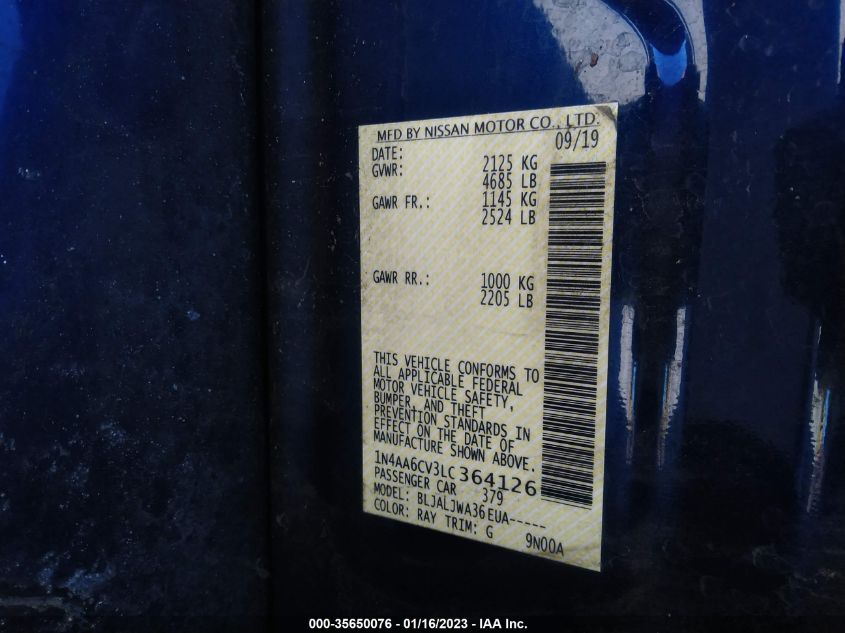 MFD BY NISSAN MOTOR CO., LTD.
DATE: 09/19
GVWR: 2125 KG
4685 LB
GAWR FR.: 1145 KG
2524 LB
GAWR RR.: 1000 KG
2205 LB
THIS VEHICLE CONFORMS TO
ALL APPLICABLE FEDERAL
MOTOR VEHICLE SAFETY,
BUMPER, AND THEFT
PREVENTION STANDARDS IN
EFFECT ON THE DATE OF
MANUFACTURE SHOWN ABOVE.
1N4AA6CV3LC364126
PASSENGER CAR 379
MODEL: BLJALJWA36EUA-----
COLOR: RAY TRIM: G 9N00A
000-35650076 - 01/16/2023 - IAA Inc.